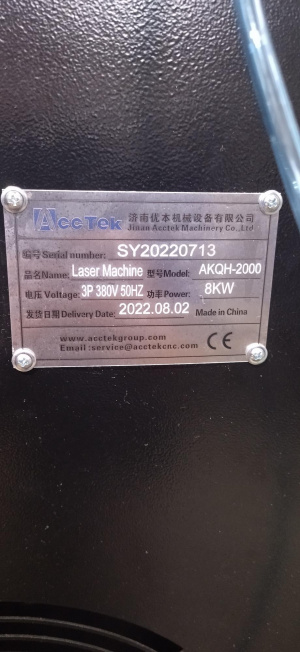 AccTek 济南优本机械设备有限公司
Jinan Acctek Machinery Co.,Ltd
编号 Serial number: SY20220713
品名 Name: Laser Machine 型号 Model: AKQH-2000
电压 Voltage: 3P 380V 50HZ 功率 Power: 8KW
发货日期 Delivery Date: 2022.08.02 Made in China
www.acctekgroup.com
Email :service@acctekcnc.com CE